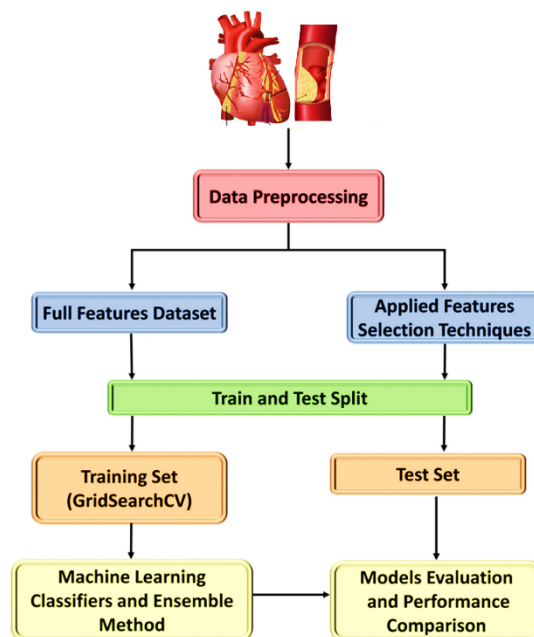 Data Preprocessing
Full Features Dataset
Applied Features
Selection Techniques
Train and Test Split
Training Set
(GridSearchCV)
Test Set
Machine Learning
Classifiers and Ensemble
Method
Models Evaluation
and Performance
Comparison